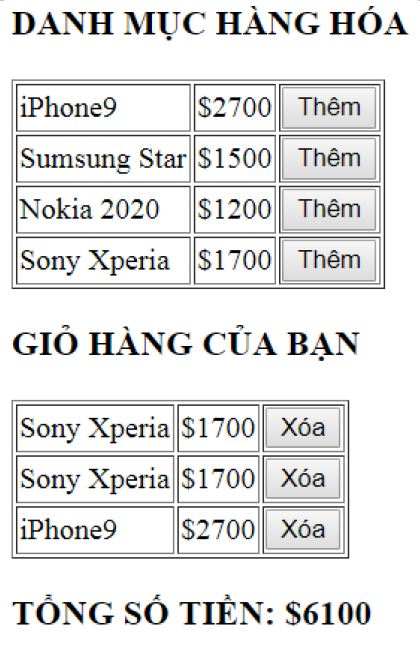 DANH MỤC HÀNG HÓA
iPhone9 $2700 Thêm
Sumsung Star $1500 Thêm
Nokia 2020 $1200 Thêm
Sony Xperia $1700 Thêm
GIỎ HÀNG CỦA BẠN
Sony Xperia $1700 Xóa
Sony Xperia $1700 Xóa
iPhone9 $2700 Xóa
TỔNG SỐ TIỀN: $6100